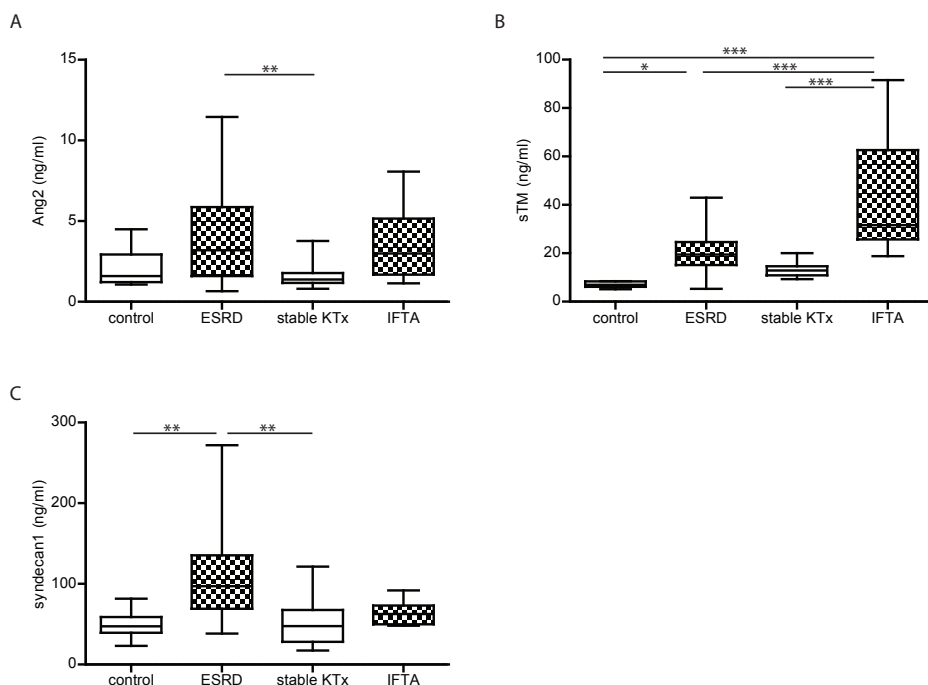 A
Ang2 (ng/ml)
15
10
5
0
**
control ESRD stable KTx IFTA
B
sTM (ng/ml)
100
80
60
40
20
0
***
* ***
***
control ESRD stable KTx IFTA
C
syndecan1 (ng/ml)
300
200
100
0
** **
control ESRD stable KTx IFTA